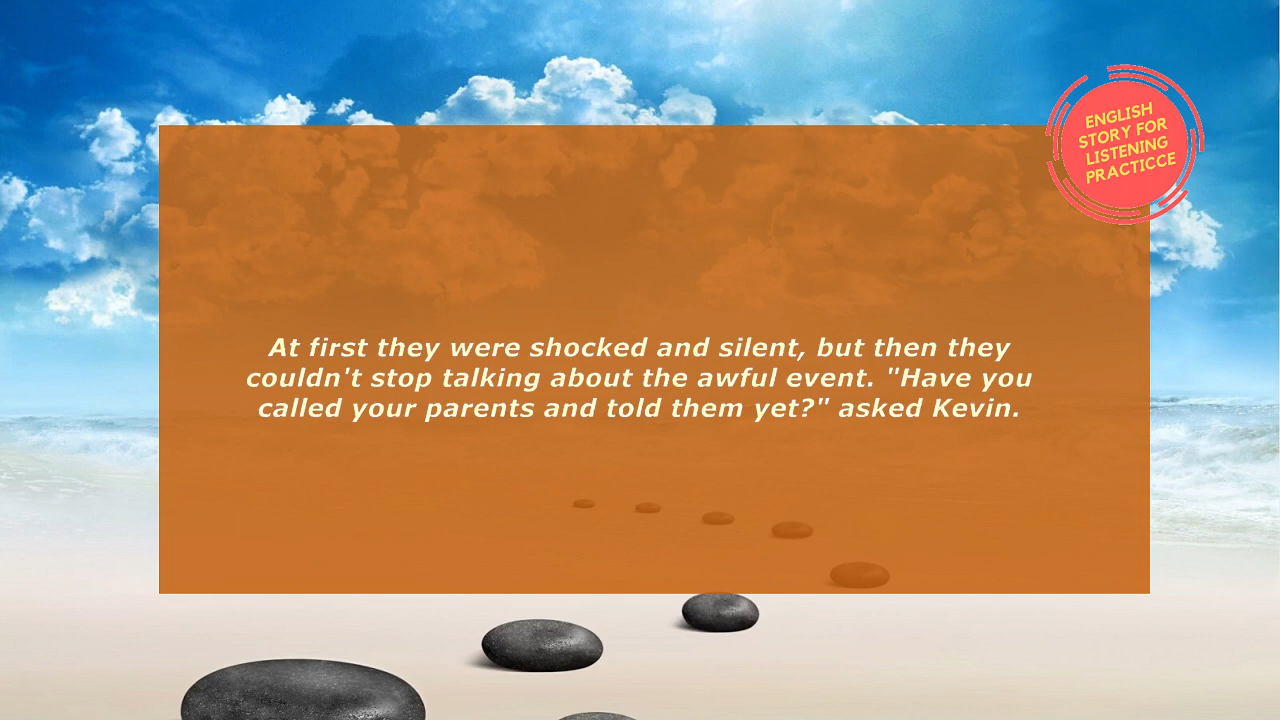 ENGLISH
STORY FOR
LISTENING
PRACTICCE
At first they were shocked and silent, but then they
couldn't stop talking about the awful event. "Have you
called your parents and told them yet?" asked Kevin.